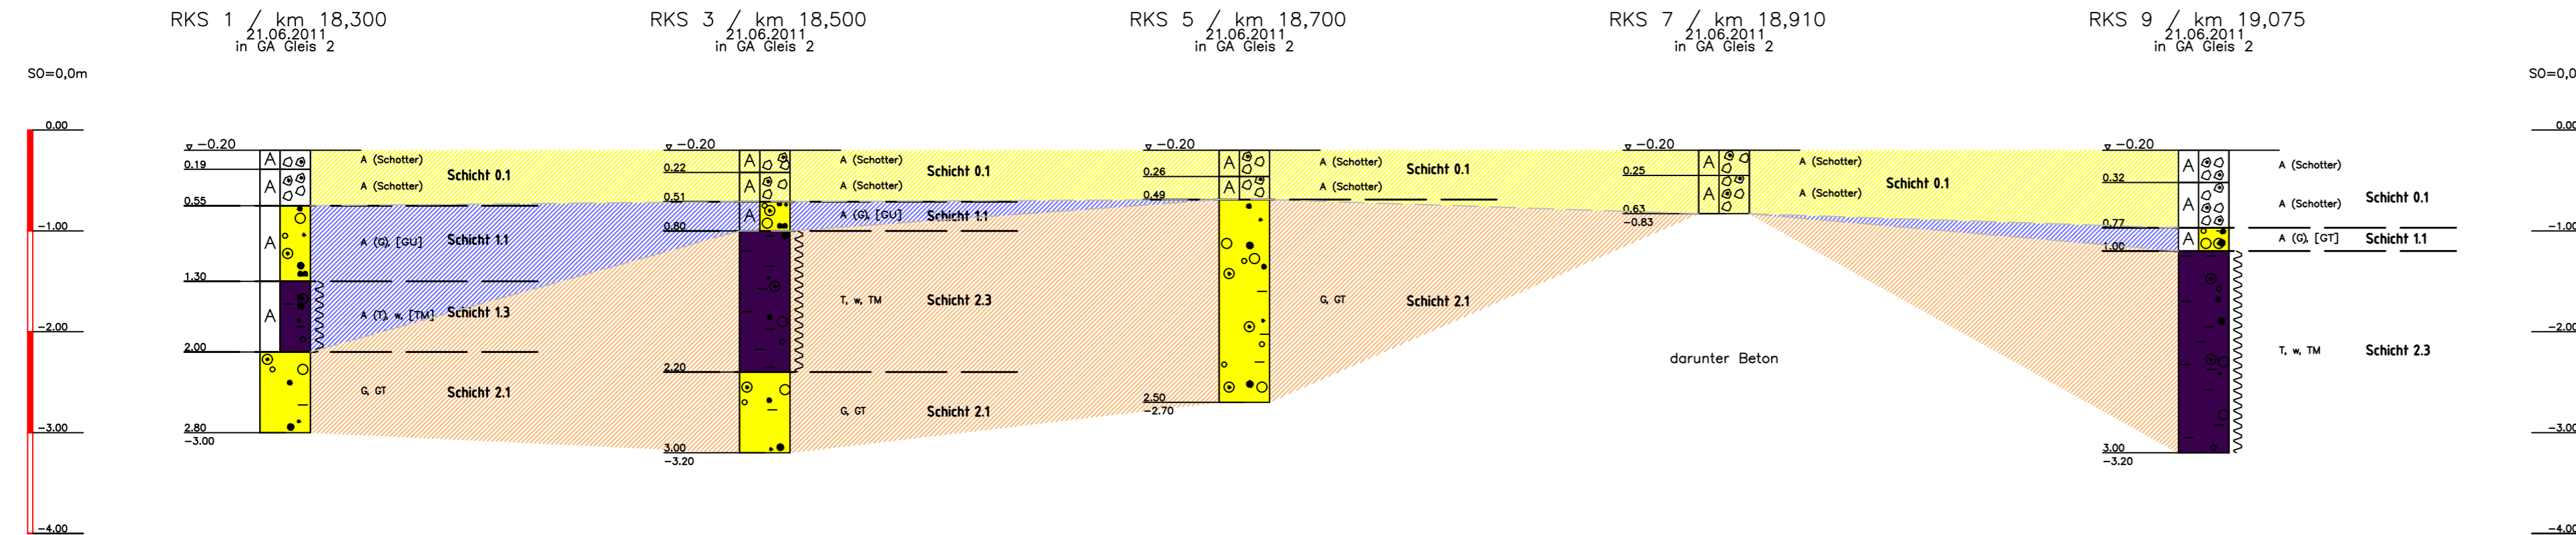 RKS 1 / km 18,300
21.06.2011
in GA Gleis 2
RKS 3 / km 18,500
21.06.2011
in GA Gleis 2
RKS 5 / km 18,700
21.06.2011
in GA Gleis 2
RKS 7 / km 18,910
21.06.2011
in GA Gleis 2
RKS 9 / km 19,075
21.06.2011
in GA Gleis 2
SO=0,0m
0.00
−1.00
−2.00
−3.00
−4.00
−0.20
0.19
0.55
1.30
2.00
2.80
−3.00
A
A
A
A
A (Schotter)
A (Schotter)
Schicht 0.1
A (G), [GU]
Schicht 1.1
A (T), w, [TM]
Schicht 1.3
G, GT
Schicht 2.1
−0.20
0.22
0.51
0.80
2.20
3.00
−3.20
A
A
A
A (Schotter)
A (Schotter)
Schicht 0.1
A (G), [GU]
Schicht 1.1
T, w, TM
Schicht 2.3
G, GT
Schicht 2.1
−0.20
0.26
0.49
2.50
−2.70
A
A
A (Schotter)
A (Schotter)
Schicht 0.1
G, GT
Schicht 2.1
−0.20
0.25
0.63
−0.83
A
A
A (Schotter)
A (Schotter)
Schicht 0.1
darunter Beton
−0.20
0.32
0.77
1.00
3.00
−3.20
A
A
A
A (Schotter)
A (Schotter)
Schicht 0.1
A (G), [GT]
Schicht 1.1
T, w, TM
Schicht 2.3
SO=0,0
0.00
−1.00
−2.00
−3.00
−4.00